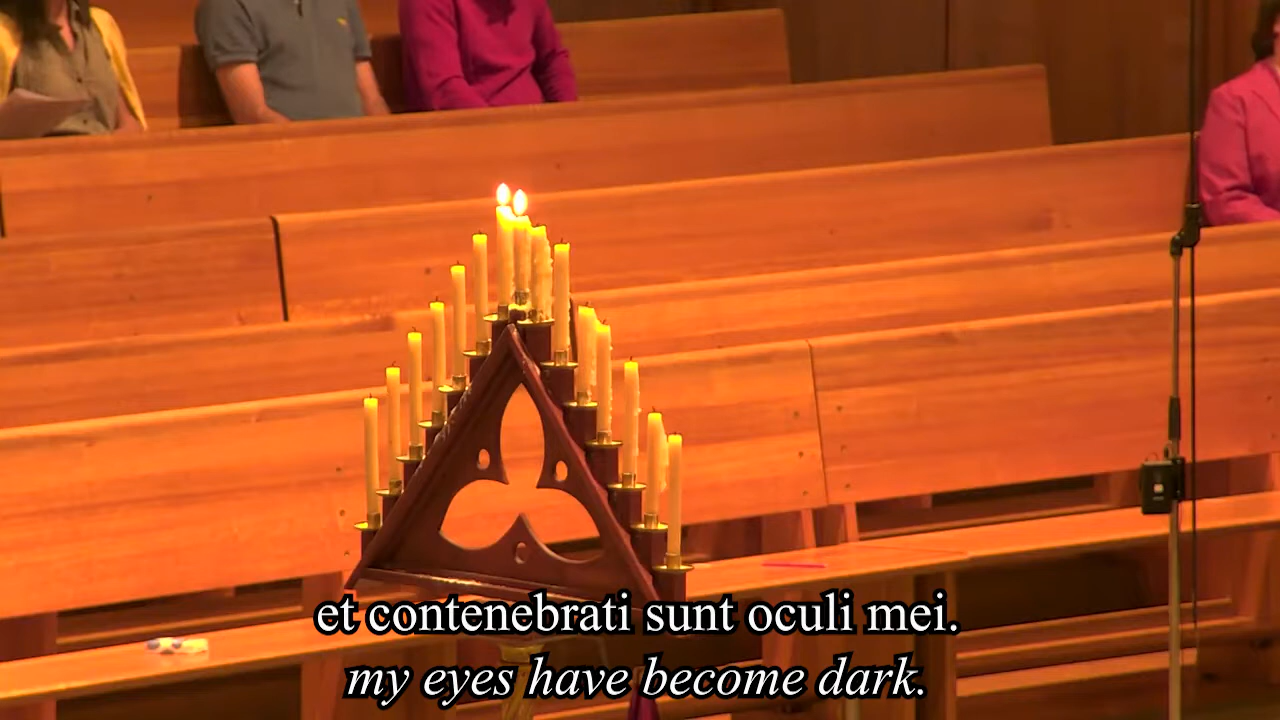 et contenebrati sunt oculi mei.
my eyes have become dark.